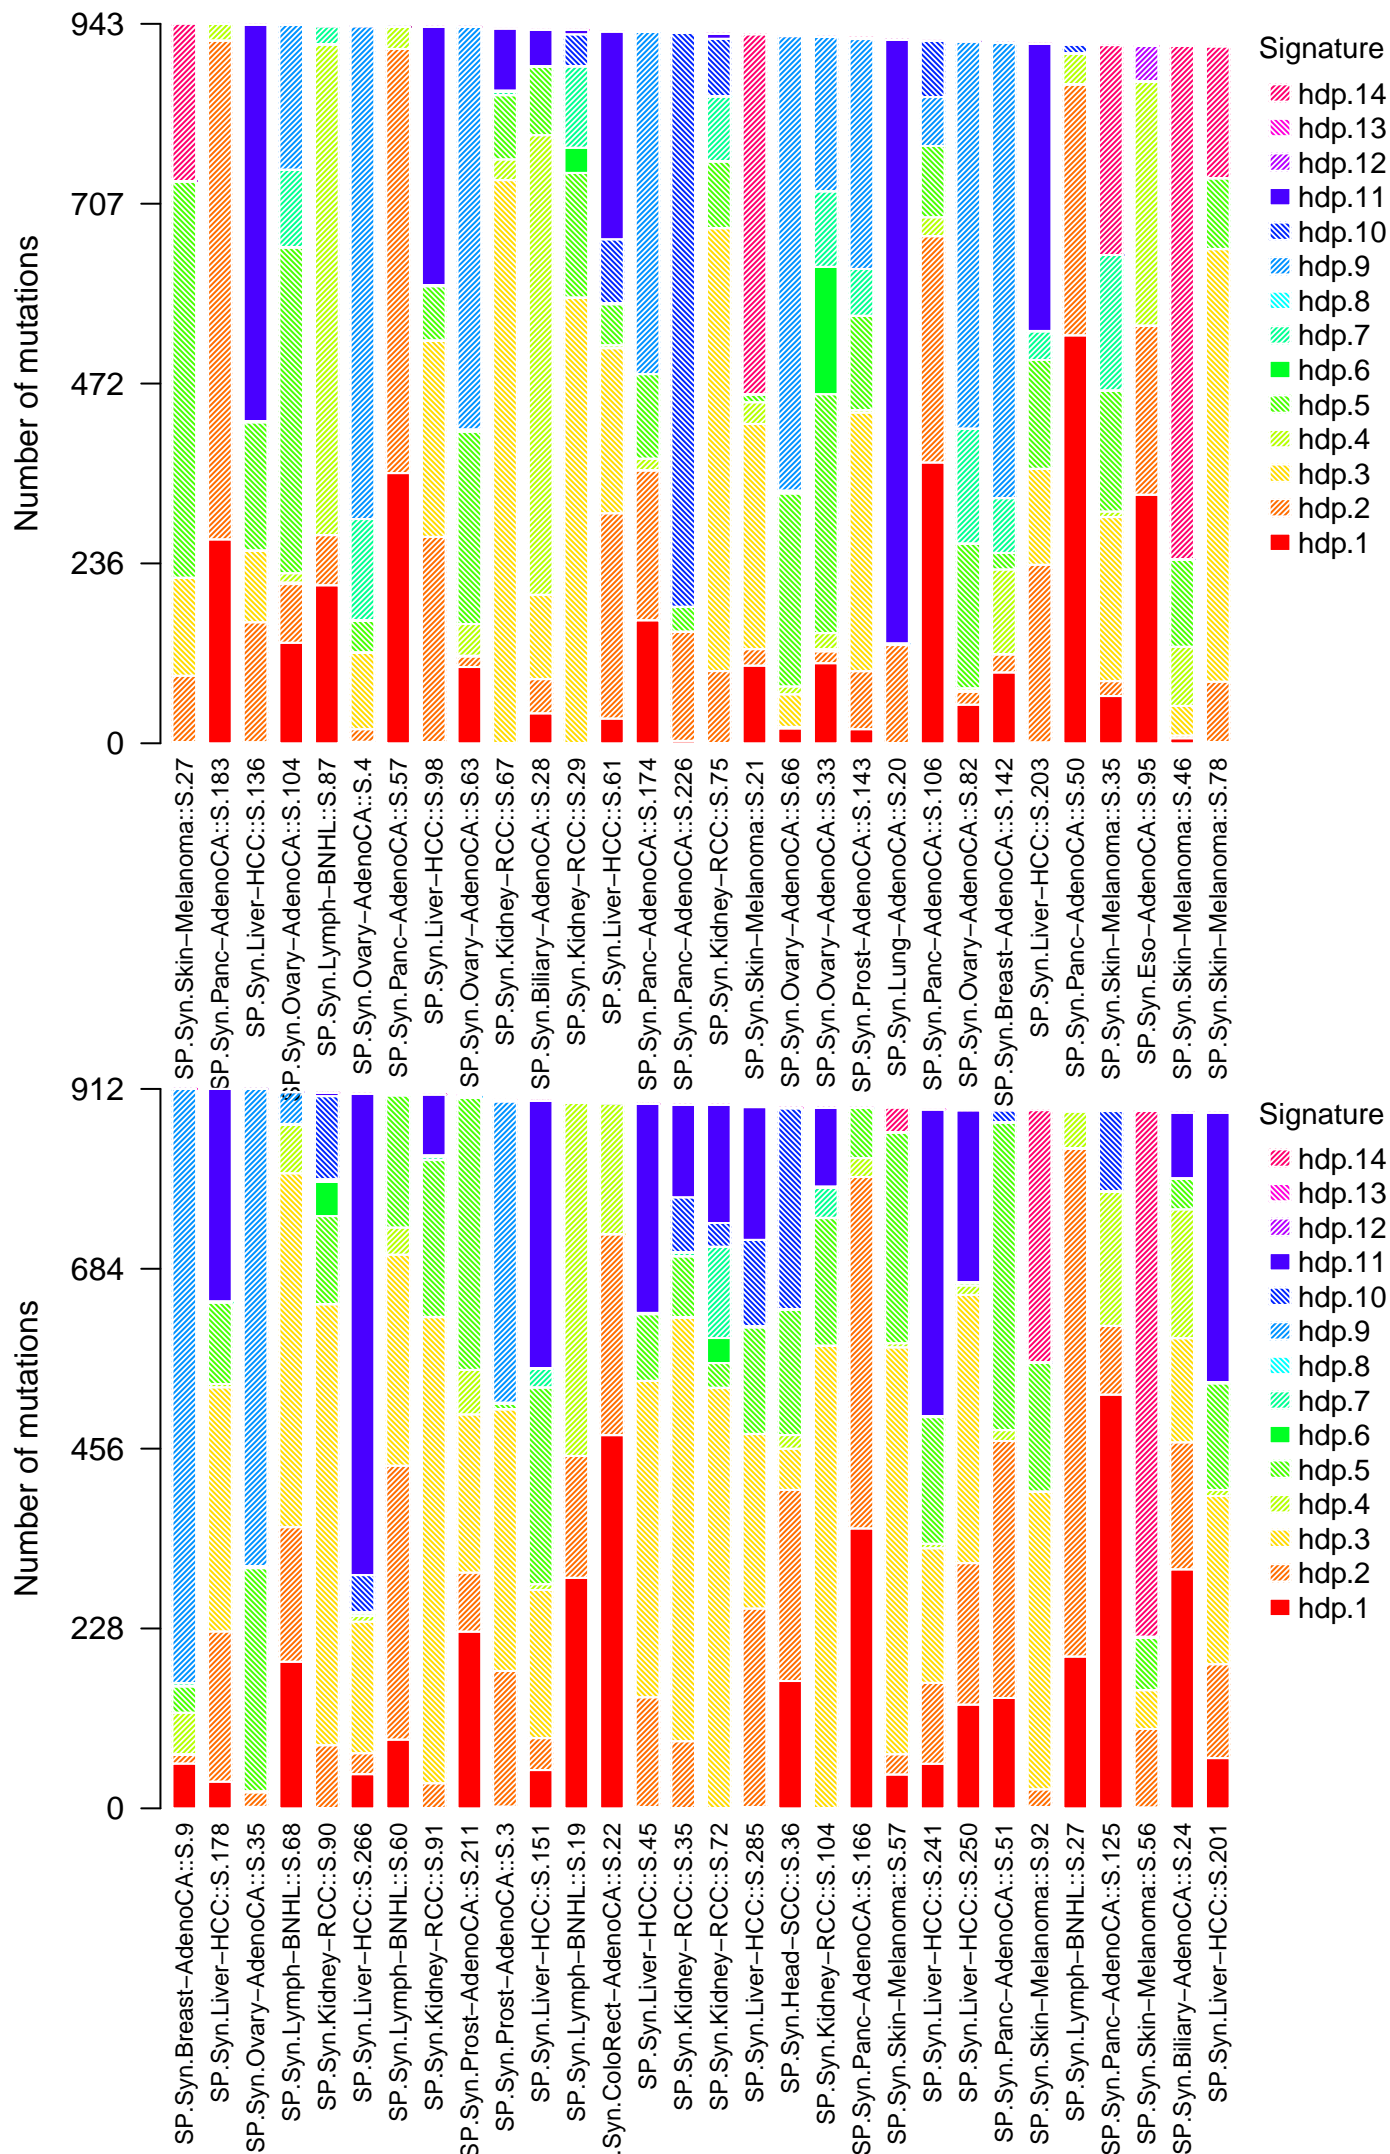 943
707
472
236
0
Number of mutations
Signature
hdp.14
hdp.13
hdp.12
hdp.11
hdp.10
hdp.9
hdp.8
hdp.7
hdp.6
hdp.5
hdp.4
hdp.3
hdp.2
hdp.1
SP.Syn.Skin−Melanoma::S.27
SP.Syn.Panc−AdenoCA::S.183
SP.Syn.Liver−HCC::S.136
SP.Syn.Ovary−AdenoCA::S.104
SP.Syn.Lymph−BNHL::S.87
SP.Syn.Ovary−AdenoCA::S.4
SP.Syn.Panc−AdenoCA::S.57
SP.Syn.Liver−HCC::S.98
SP.Syn.Ovary−AdenoCA::S.63
SP.Syn.Kidney−RCC::S.67
SP.Syn.Biliary−AdenoCA::S.28
SP.Syn.Kidney−RCC::S.29
SP.Syn.Liver−HCC::S.61
SP.Syn.Panc−AdenoCA::S.174
SP.Syn.Panc−AdenoCA::S.226
SP.Syn.Kidney−RCC::S.75
SP.Syn.Skin−Melanoma::S.21
SP.Syn.Ovary−AdenoCA::S.66
SP.Syn.Ovary−AdenoCA::S.33
SP.Syn.Prost−AdenoCA::S.143
SP.Syn.Lung−AdenoCA::S.20
SP.Syn.Panc−AdenoCA::S.106
SP.Syn.Ovary−AdenoCA::S.82
SP.Syn.Breast−AdenoCA::S.142
SP.Syn.Liver−HCC::S.203
SP.Syn.Panc−AdenoCA::S.50
SP.Syn.Skin−Melanoma::S.35
SP.Syn.Eso−AdenoCA::S.95
SP.Syn.Skin−Melanoma::S.46
SP.Syn.Skin−Melanoma::S.78
912
684
456
228
0
Number of mutations
Signature
hdp.14
hdp.13
hdp.12
hdp.11
hdp.10
hdp.9
hdp.8
hdp.7
hdp.6
hdp.5
hdp.4
hdp.3
hdp.2
hdp.1
SP.Syn.Breast−AdenoCA::S.9
SP.Syn.Liver−HCC::S.178
SP.Syn.Ovary−AdenoCA::S.35
SP.Syn.Lymph−BNHL::S.68
SP.Syn.Kidney−RCC::S.90
SP.Syn.Liver−HCC::S.266
SP.Syn.Lymph−BNHL::S.60
SP.Syn.Kidney−RCC::S.91
SP.Syn.Prost−AdenoCA::S.211
SP.Syn.Prost−AdenoCA::S.3
SP.Syn.Liver−HCC::S.151
SP.Syn.Lymph−BNHL::S.19
.Syn.ColoRect−AdenoCA::S.22
SP.Syn.Liver−HCC::S.45
SP.Syn.Kidney−RCC::S.35
SP.Syn.Kidney−RCC::S.72
SP.Syn.Liver−HCC::S.285
SP.Syn.Head−SCC::S.36
SP.Syn.Kidney−RCC::S.104
SP.Syn.Panc−AdenoCA::S.166
SP.Syn.Skin−Melanoma::S.57
SP.Syn.Liver−HCC::S.241
SP.Syn.Liver−HCC::S.250
SP.Syn.Panc−AdenoCA::S.51
SP.Syn.Skin−Melanoma::S.92
SP.Syn.Lymph−BNHL::S.27
SP.Syn.Panc−AdenoCA::S.125
SP.Syn.Skin−Melanoma::S.56
SP.Syn.Biliary−AdenoCA::S.24
SP.Syn.Liver−HCC::S.201